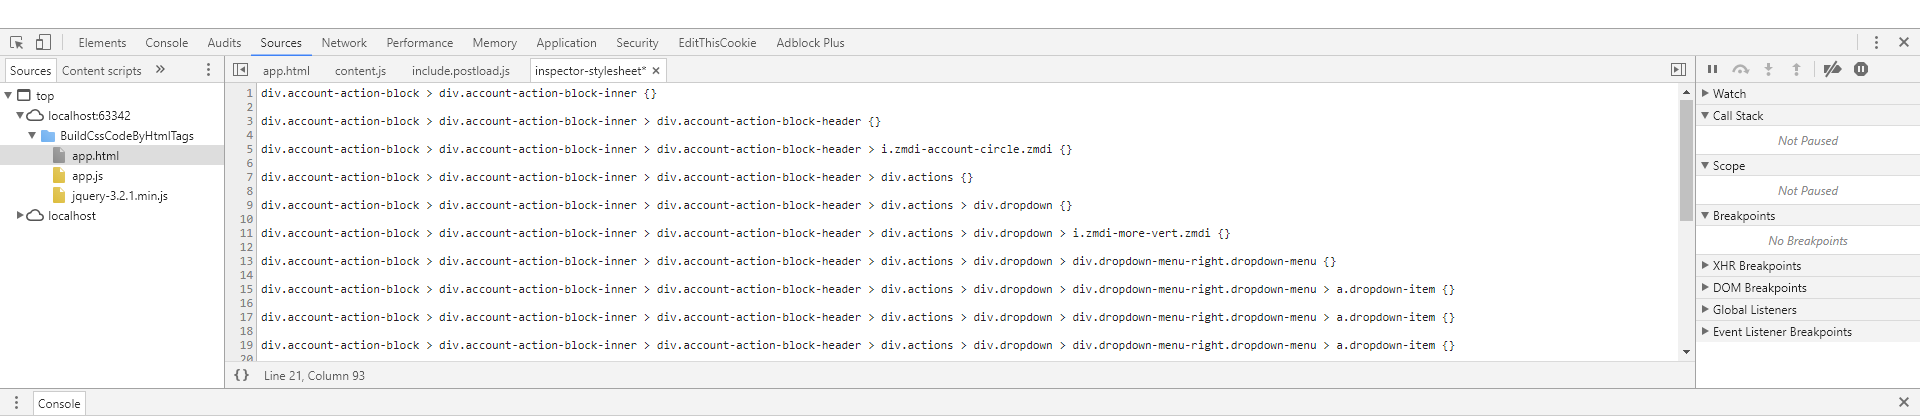 Elements Console Audits Sources Network Performance Memory Application Security EditThisCookie Adblock Plus
Sources Content scripts »
app.html content.js include.postload.js inspector-stylesheet* ×
top
localhost:63342
BuildCssCodeByHtmlTags
app.html
app.js
jquery-3.2.1.min.js
localhost
1 div.account-action-block > div.account-action-block-inner {}
2
3 div.account-action-block > div.account-action-block-inner > div.account-action-block-header {}
4
5 div.account-action-block > div.account-action-block-inner > div.account-action-block-header > i.zmdi-account-circle.zmdi {}
6
7 div.account-action-block > div.account-action-block-inner > div.account-action-block-header > div.actions {}
8
9 div.account-action-block > div.account-action-block-inner > div.account-action-block-header > div.actions > div.dropdown {}
10
11 div.account-action-block > div.account-action-block-inner > div.account-action-block-header > div.actions > div.dropdown > i.zmdi-more-vert.zmdi {}
12
13 div.account-action-block > div.account-action-block-inner > div.account-action-block-header > div.actions > div.dropdown > div.dropdown-menu-right.dropdown-menu {}
14
15 div.account-action-block > div.account-action-block-inner > div.account-action-block-header > div.actions > div.dropdown > div.dropdown-menu-right.dropdown-menu > a.dropdown-item {}
16
17 div.account-action-block > div.account-action-block-inner > div.account-action-block-header > div.actions > div.dropdown > div.dropdown-menu-right.dropdown-menu > a.dropdown-item {}
18
19 div.account-action-block > div.account-action-block-inner > div.account-action-block-header > div.actions > div.dropdown > div.dropdown-menu-right.dropdown-menu > a.dropdown-item {}
20
{} Line 21, Column 93
Watch
Call Stack
Not Paused
Scope
Not Paused
Breakpoints
No Breakpoints
XHR Breakpoints
DOM Breakpoints
Global Listeners
Event Listener Breakpoints
Console